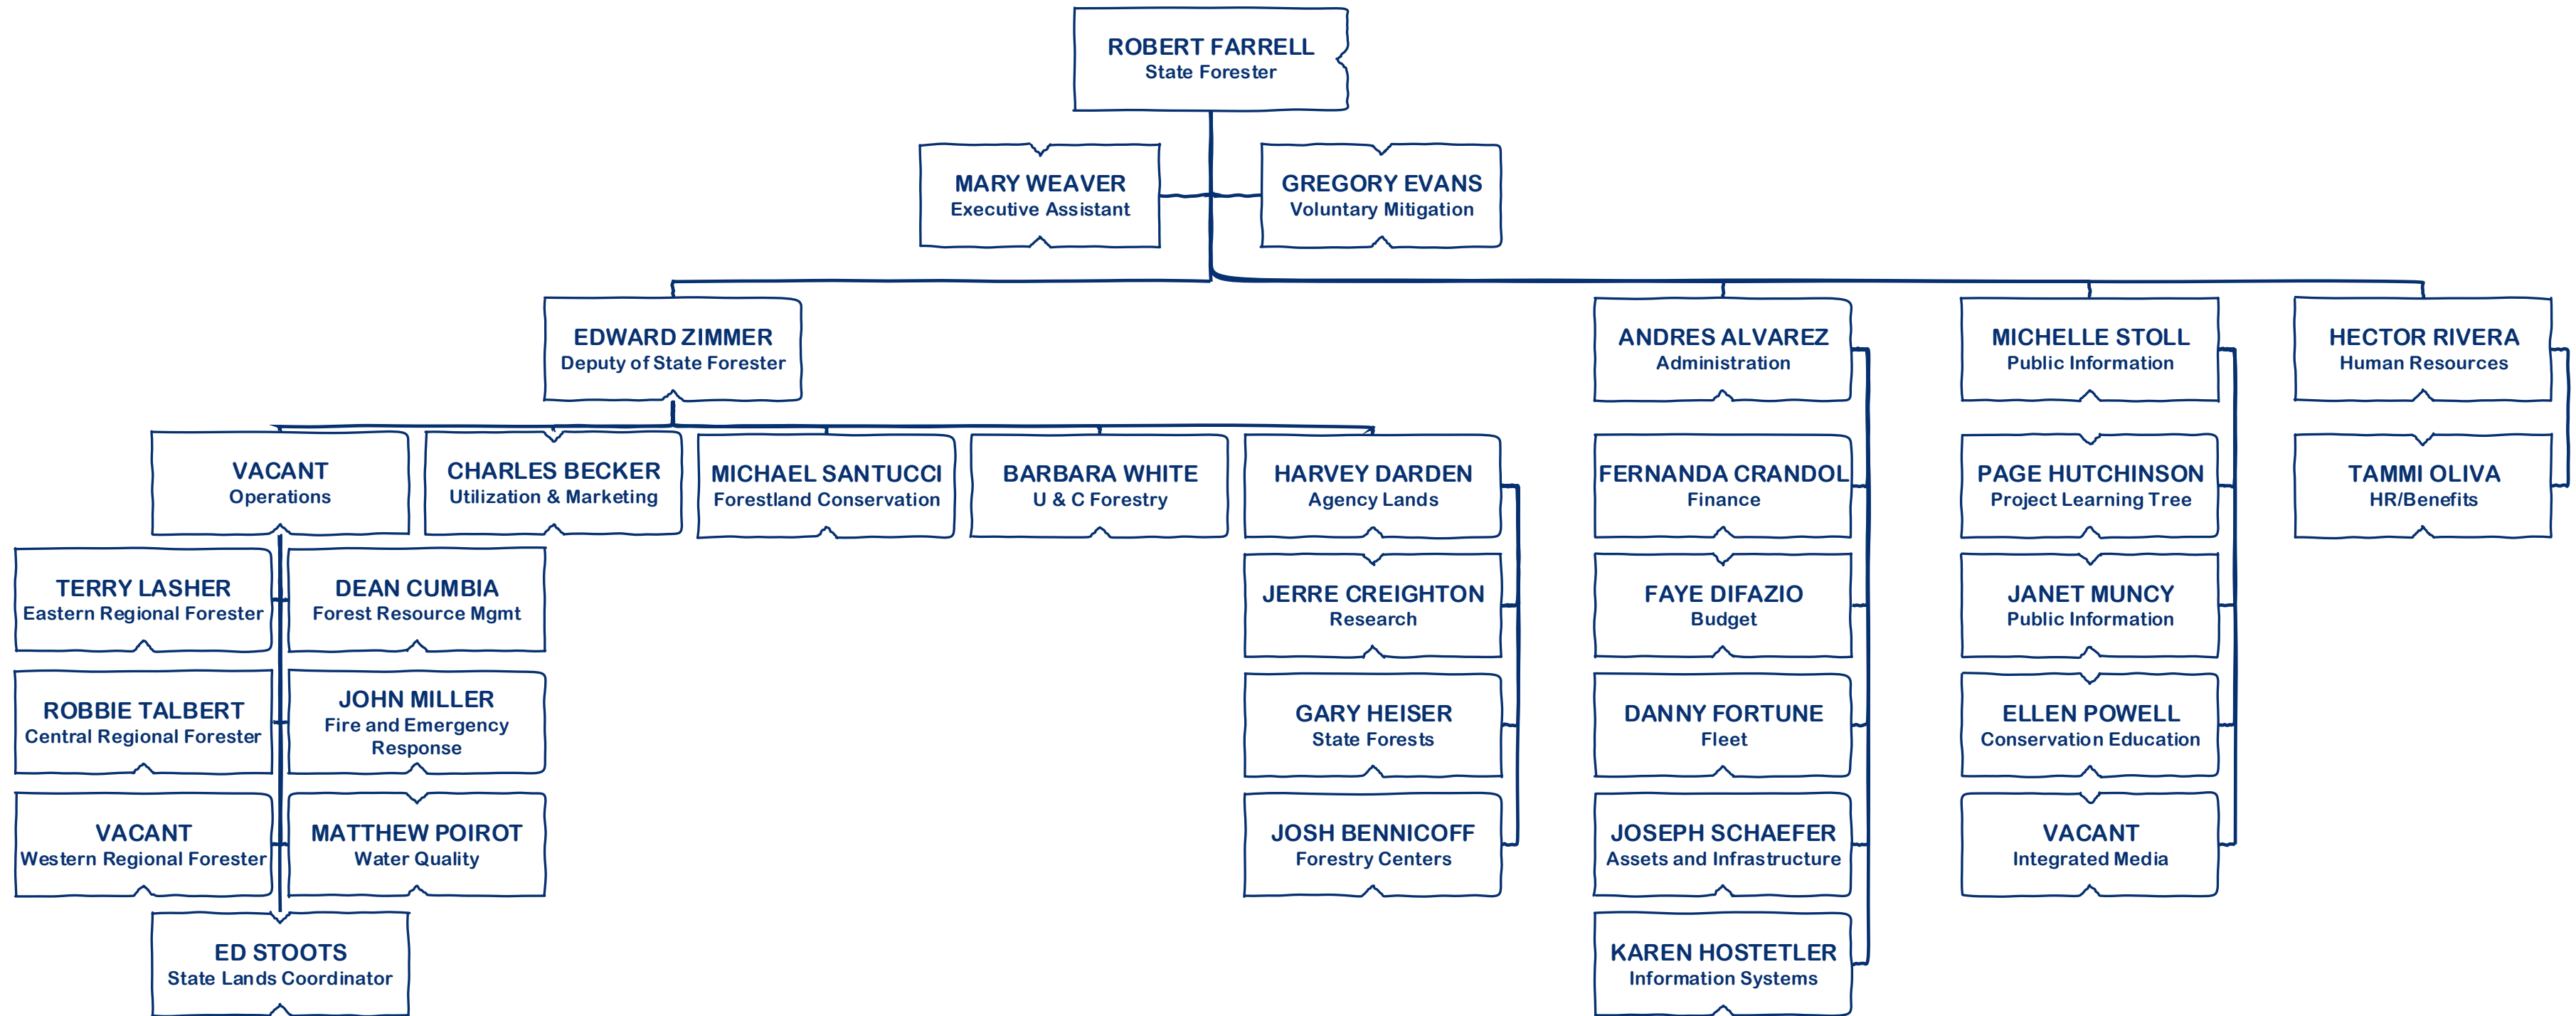 ROBERT FARRELL
State Forester
MARY WEAVER
Executive Assistant
GREGORY EVANS
Voluntary Mitigation
EDWARD ZIMMER
Deputy of State Forester
ANDRES ALVAREZ
Administration
MICHELLE STOLL
Public Information
HECTOR RIVERA
Human Resources
VACANT
Operations
CHARLES BECKER
Utilization & Marketing
MICHAEL SANTUCCI
Forestland Conservation
BARBARA WHITE
U & C Forestry
HARVEY DARDEN
Agency Lands
FERNANDA CRANDOL
Finance
PAGE HUTCHINSON
Project Learning Tree
TAMMI OLIVA
HR/Benefits
TERRY LASHER
Eastern Regional Forester
DEAN CUMBIA
Forest Resource Mgmt
JERRE CREIGHTON
Research
FAYE DIFAZIO
Budget
JANET MUNCY
Public Information
ROBBIE TALBERT
Central Regional Forester
JOHN MILLER
Fire and Emergency
Response
GARY HEISER
State Forests
DANNY FORTUNE
Fleet
ELLEN POWELL
Conservation Education
VACANT
Western Regional Forester
MATTHEW POIROT
Water Quality
JOSH BENNICOFF
Forestry Centers
JOSEPH SCHAEFER
Assets and Infrastructure
VACANT
Integrated Media
ED STOOTS
State Lands Coordinator
KAREN HOSTETLER
Information Systems